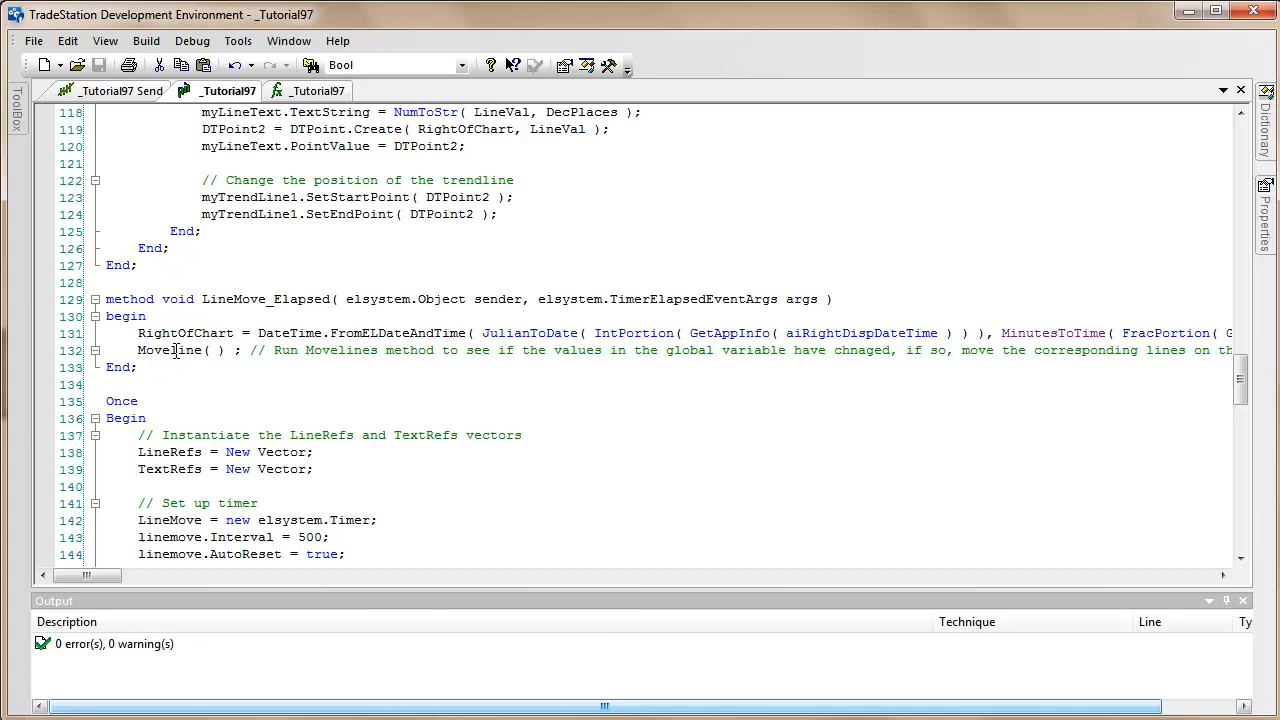 TradeStation Development Environment - _Tutorial97
File Edit View Build Debug Tools Window Help
Bool
ToolBox
_Tutorial97 Send _Tutorial97 _Tutorial97
Dictionary
Properties
118 myLineText.TextString = NumToStr( LineVal, DecPlaces );
119 DTPoint2 = DTPoint.Create( RightOfChart, LineVal );
120 myLineText.PointValue = DTPoint2;
121
122 // Change the position of the trendline
123 myTrendLine1.SetStartPoint( DTPoint2 );
124 myTrendLine1.SetEndPoint( DTPoint2 );
125 End;
126 End;
127 End;
128
129 method void LineMove_Elapsed( elsystem.Object sender, elsystem.TimerElapsedEventArgs args )
130 begin
131 RightOfChart = DateTime.FromELDateAndTime( JulianToDate( IntPortion( GetAppInfo( aiRightDispDateTime ) ) ), MinutesToTime( FracPortion( G
132 Moveline( ) ; // Run Movelines method to see if the values in the global variable have chnaged, if so, move the corresponding lines on th
133 End;
134
135 Once
136 Begin
137 // Instantiate the LineRefs and TextRefs vectors
138 LineRefs = New Vector;
139 TextRefs = New Vector;
140
141 // Set up timer
142 LineMove = new elsystem.Timer;
143 linemove.Interval = 500;
144 linemove.AutoReset = true;
Output
Description Technique Line Ty
0 error(s), 0 warning(s)